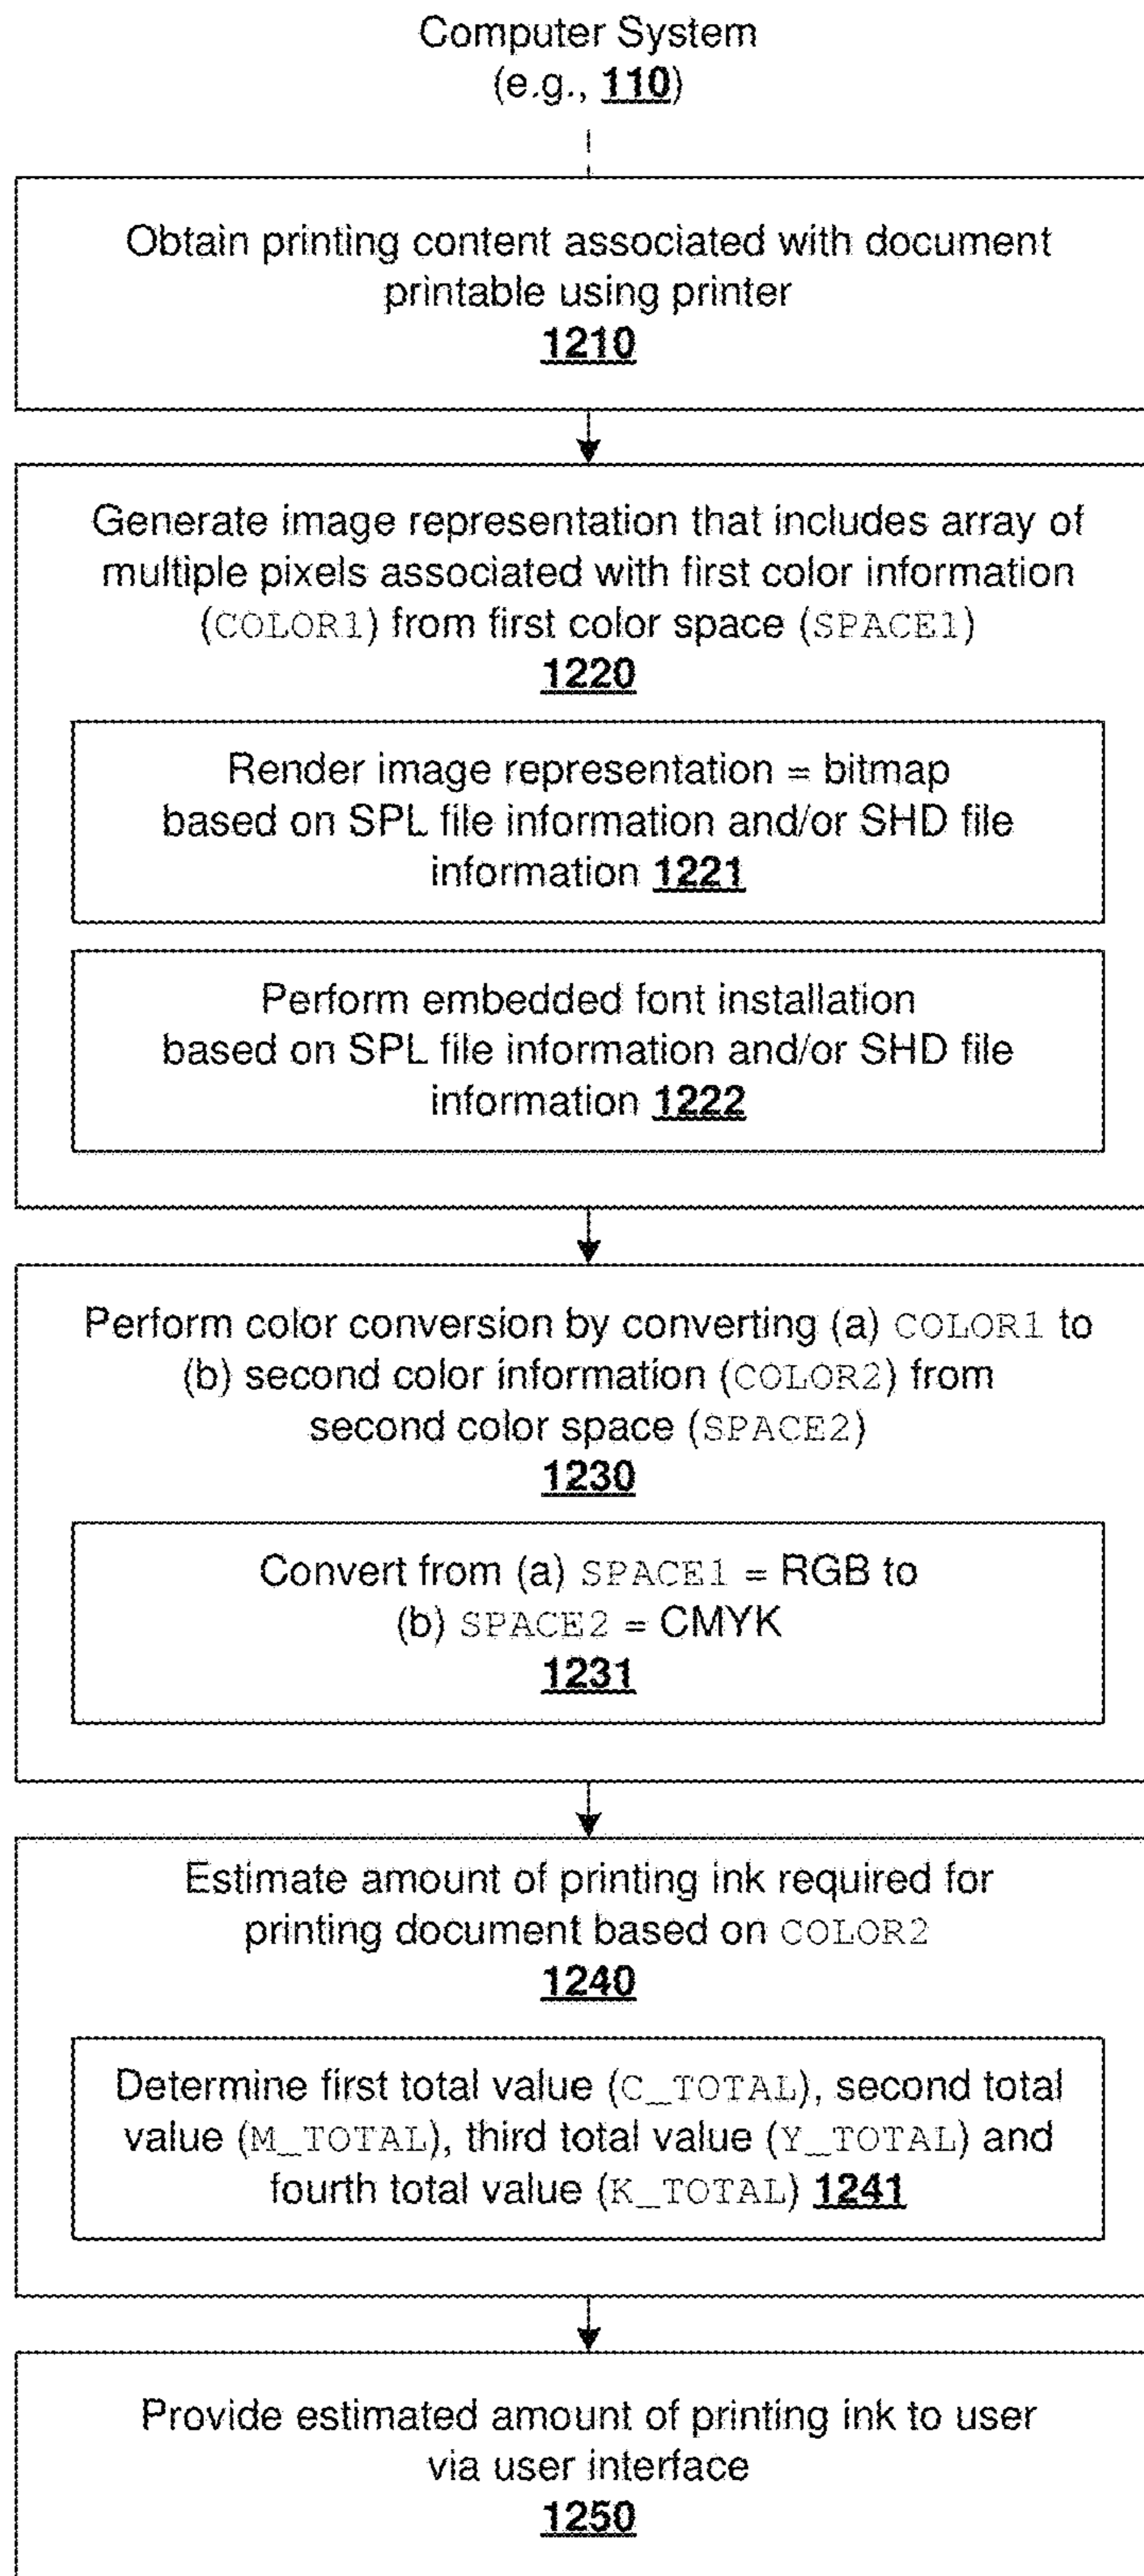 Computer System
(e.g., 110)
Obtain printing content associated with document
printable using printer
1210
Generate image representation that includes array of
multiple pixels associated with first color information
(COLOR1) from first color space (SPACE1)
1220
Render image representation = bitmap
based on SPL file information and/or SHD file
information 1221
Perform embedded font installation
based on SPL file information and/or SHD file
information 1222
Perform color conversion by converting (a) COLOR1 to
(b) second color information (COLOR2) from
second color space (SPACE2)
1230
Convert from (a) SPACE1 = RGB to
(b) SPACE2 = CMYK
1231
Estimate amount of printing ink required for
printing document based on COLOR2
1240
Determine first total value (C_TOTAL), second total
value (M_TOTAL), third total value (Y_TOTAL) and
fourth total value (K_TOTAL) 1241
Provide estimated amount of printing ink to user
via user interface
1250